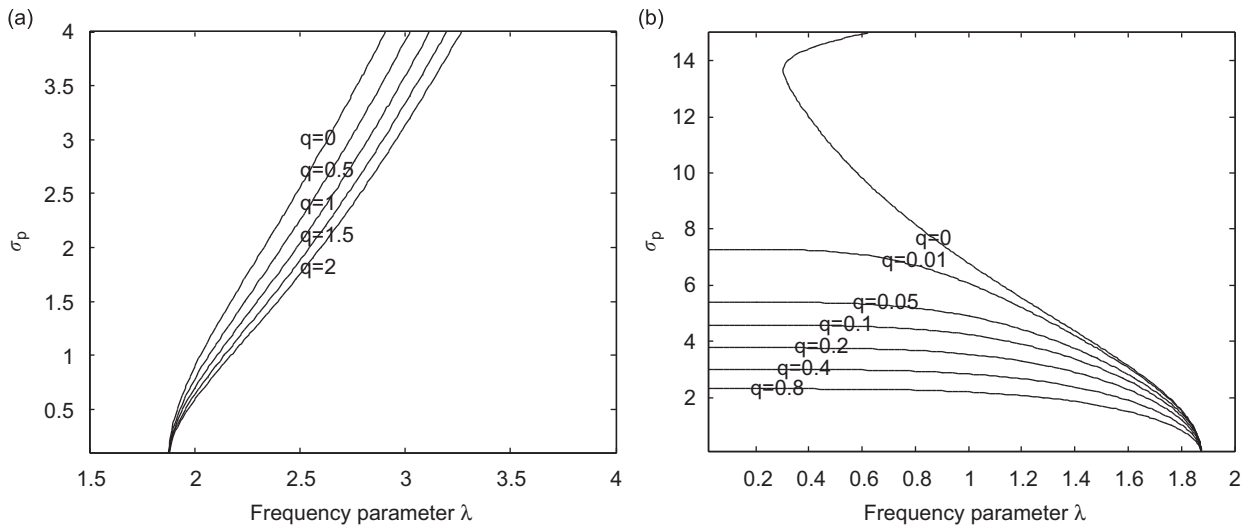 (a)
4
3.5
3
2.5
2
1.5
1
0.5
σp
q=0
q=0.5
q=1
q=1.5
q=2
1.5 2 2.5 3 3.5 4
Frequency parameter λ
(b)
14
12
10
8
6
4
2
σp
q=0
q=0.01
q=0.05
q=0.1
q=0.2
q=0.4
q=0.8
0.2 0.4 0.6 0.8 1 1.2 1.4 1.6 1.8 2
Frequency parameter λ